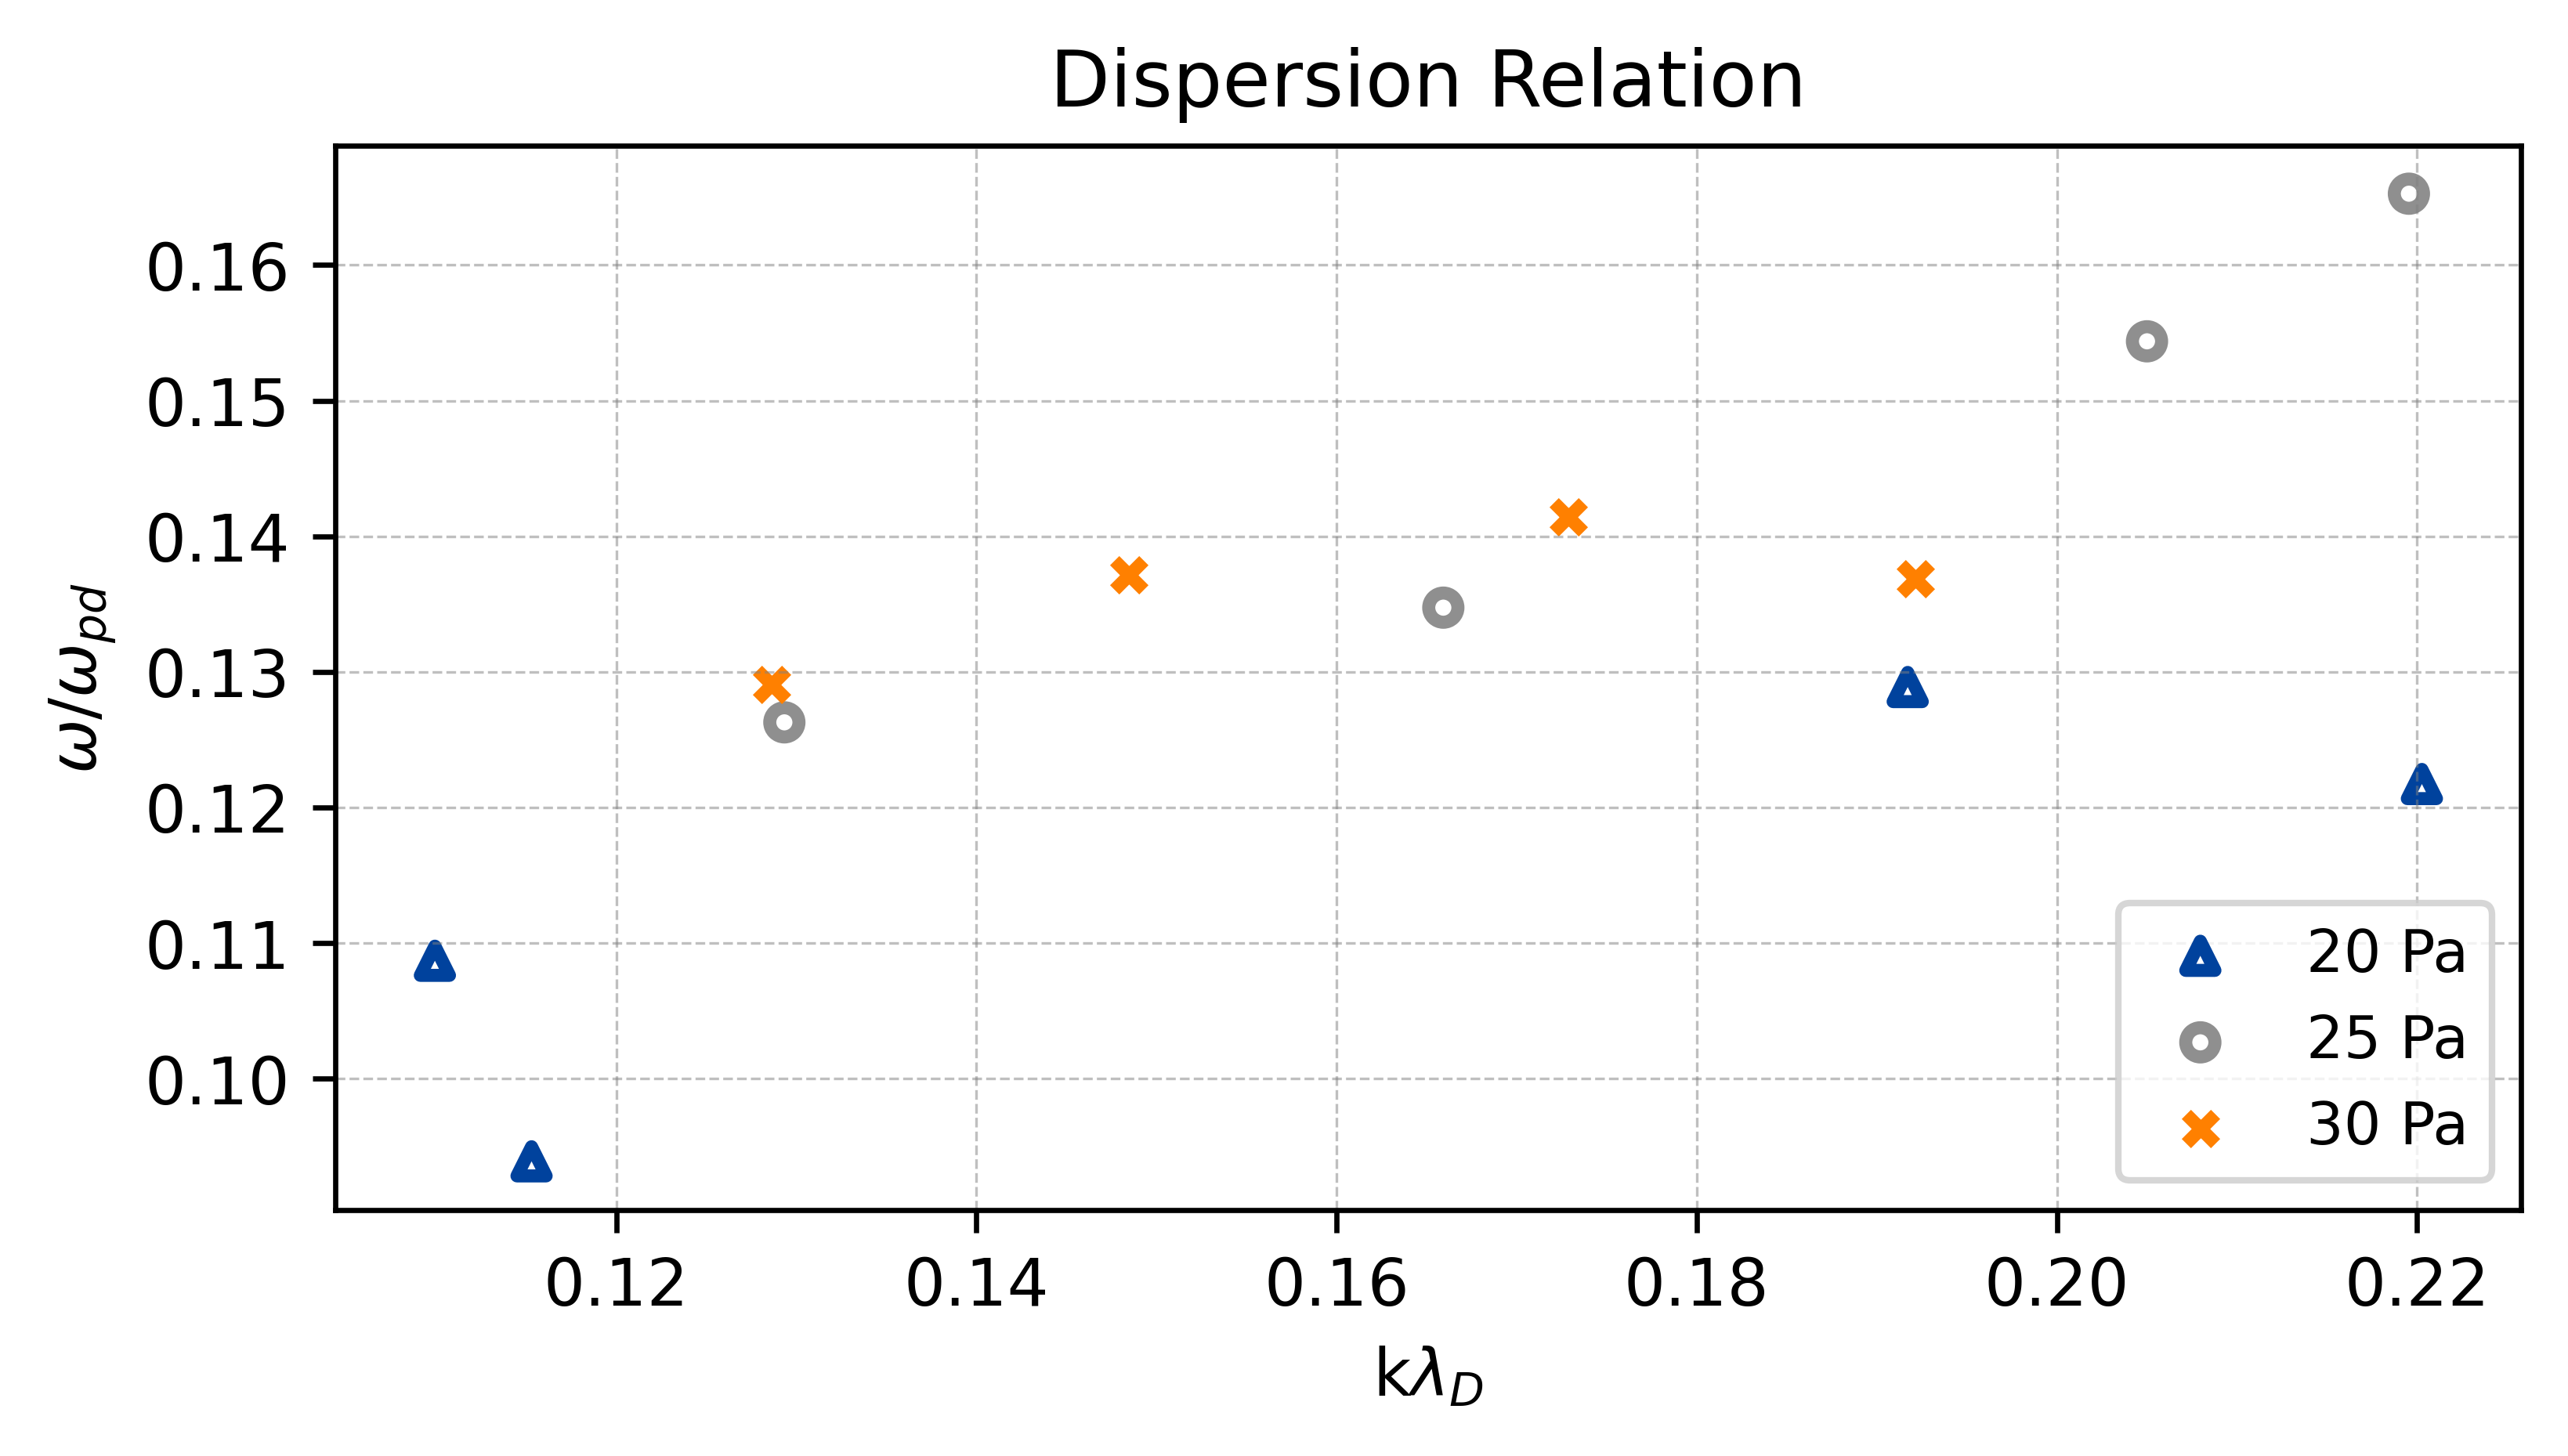 Dispersion Relation
ω/ω_pd
0.16
0.15
0.14
0.13
0.12
0.11
0.10
20 Pa
25 Pa
30 Pa
0.12 0.14 0.16 0.18 0.20 0.22
kλ_D